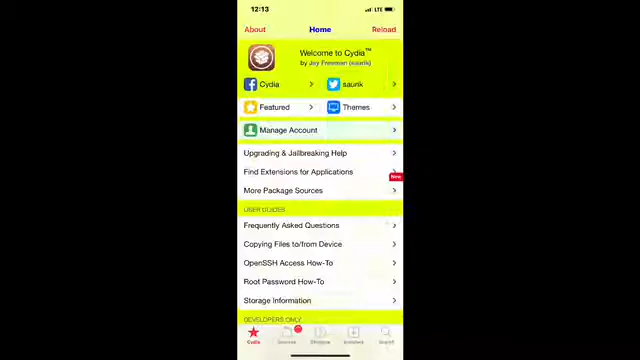 12:13 LTE
About Home Reload
Welcome to Cydia™
by Jay Freeman (saurik)
Cydia saurik
Featured Themes
Manage Account
Upgrading & Jailbreaking Help
Find Extensions for Applications
New
More Package Sources
USER GUIDES
Frequently Asked Questions
Copying Files to/from Device
OpenSSH Access How-To
Root Password How-To
Storage Information
DEVELOPERS ONLY
Cydia Sources Changes Installed Search